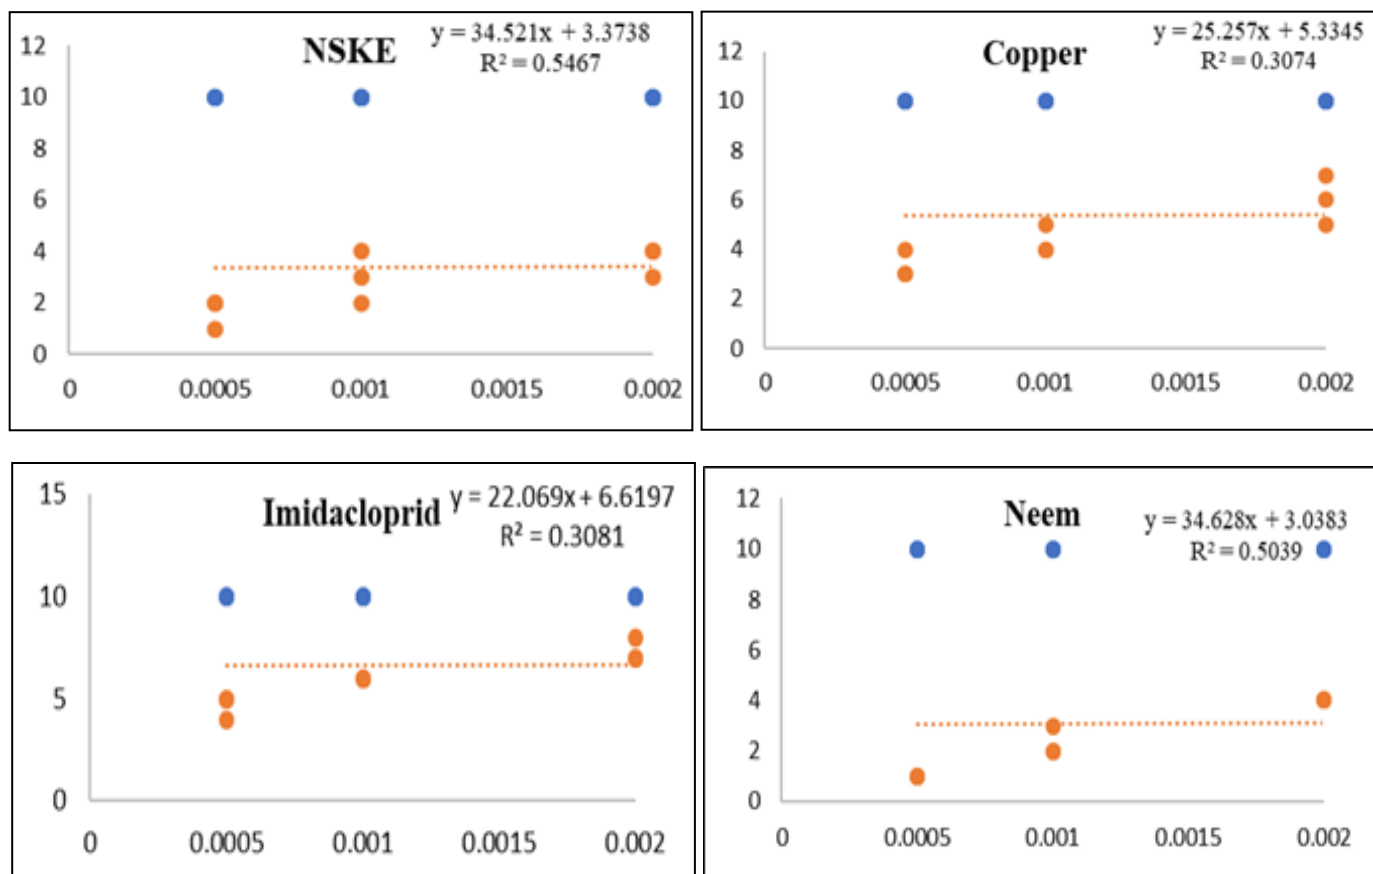 NSKE
y = 34.521x + 3.3738
R² = 0.5467
12
10
8
6
4
2
0
0 0.0005 0.001 0.0015 0.002
Copper
y = 25.257x + 5.3345
R² = 0.3074
12
10
8
6
4
2
0
0 0.0005 0.001 0.0015 0.002
Imidacloprid
y = 22.069x + 6.6197
R² = 0.3081
15
10
5
0
0 0.0005 0.001 0.0015 0.002
Neem
y = 34.628x + 3.0383
R² = 0.5039
12
10
8
6
4
2
0
0 0.0005 0.001 0.0015 0.002